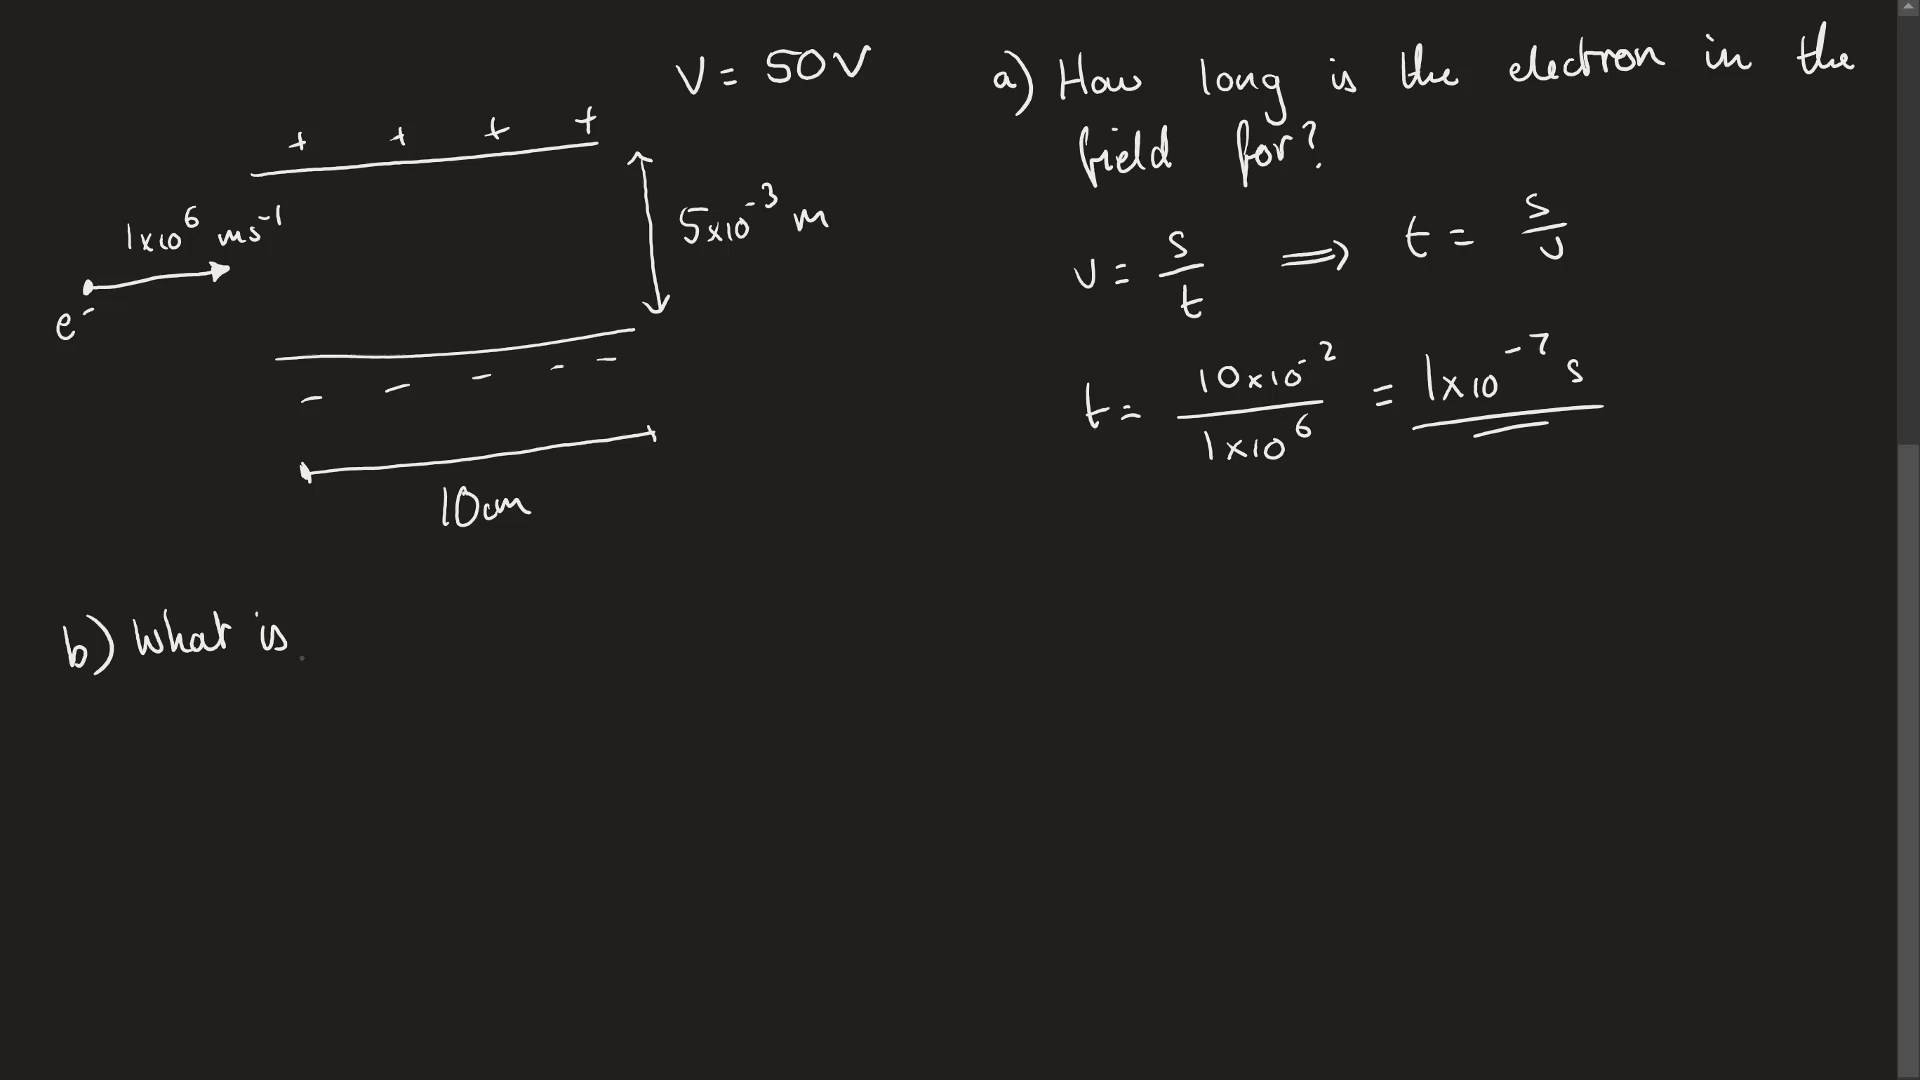 V = 50V
+ + + +
1x10⁶ ms⁻¹
e⁻
5x10⁻³ m
- - - - -
10cm
a) How long is the electron in the
field for?
v = s/t ⟹ t = s/v
t = 10x10⁻²/1x10⁶ = 1x10⁻⁷ s
b) What is